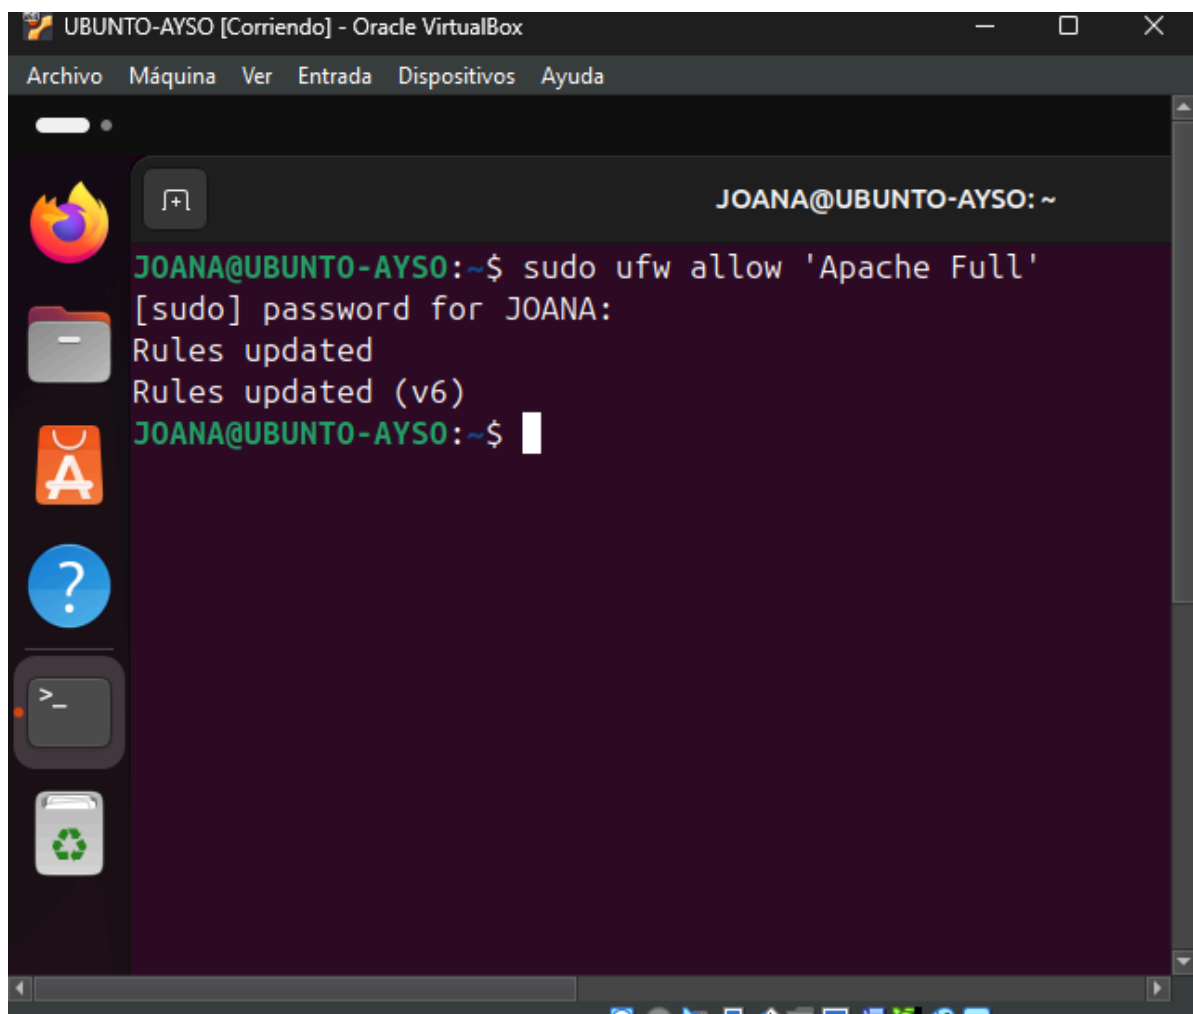 UBUNTO-AYSO [Corriendo] - Oracle VirtualBox
Archivo Máquina Ver Entrada Dispositivos Ayuda
JOANA@UBUNTO-AYSO: ~
JOANA@UBUNTO-AYSO:~$ sudo ufw allow 'Apache Full'
[sudo] password for JOANA:
Rules updated
Rules updated (v6)
JOANA@UBUNTO-AYSO:~$